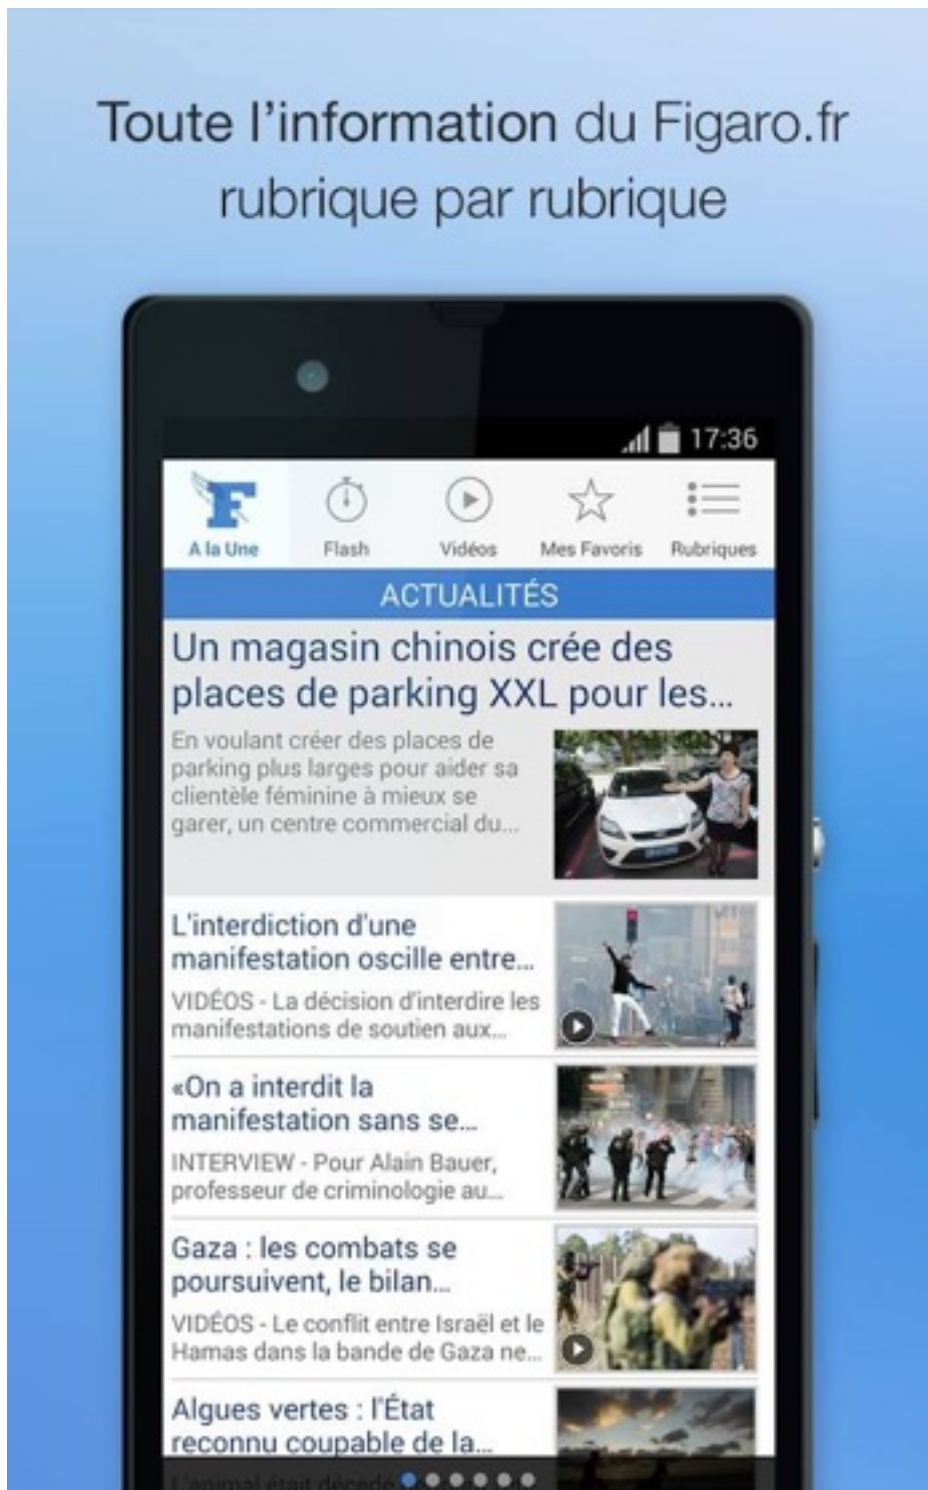 Toute l’information du Figaro.fr
rubrique par rubrique
17:36
A la Une
Flash
Vidéos
Mes Favoris
Rubriques
ACTUALITÉS
Un magasin chinois crée des
places de parking XXL pour les...
En voulant créer des places de
parking plus larges pour aider sa
clientèle féminine à mieux se
garer, un centre commercial du...
L'interdiction d'une
manifestation oscille entre...
VIDÉOS - La décision d'interdire les
manifestations de soutien aux...
«On a interdit la
manifestation sans se...
INTERVIEW - Pour Alain Bauer,
professeur de criminologie au...
Gaza : les combats se
poursuivent, le bilan...
VIDÉOS - Le conflit entre Israël et le
Hamas dans la bande de Gaza ne...
Algues vertes : l'État
reconnu coupable de la...
L'animal était décédé